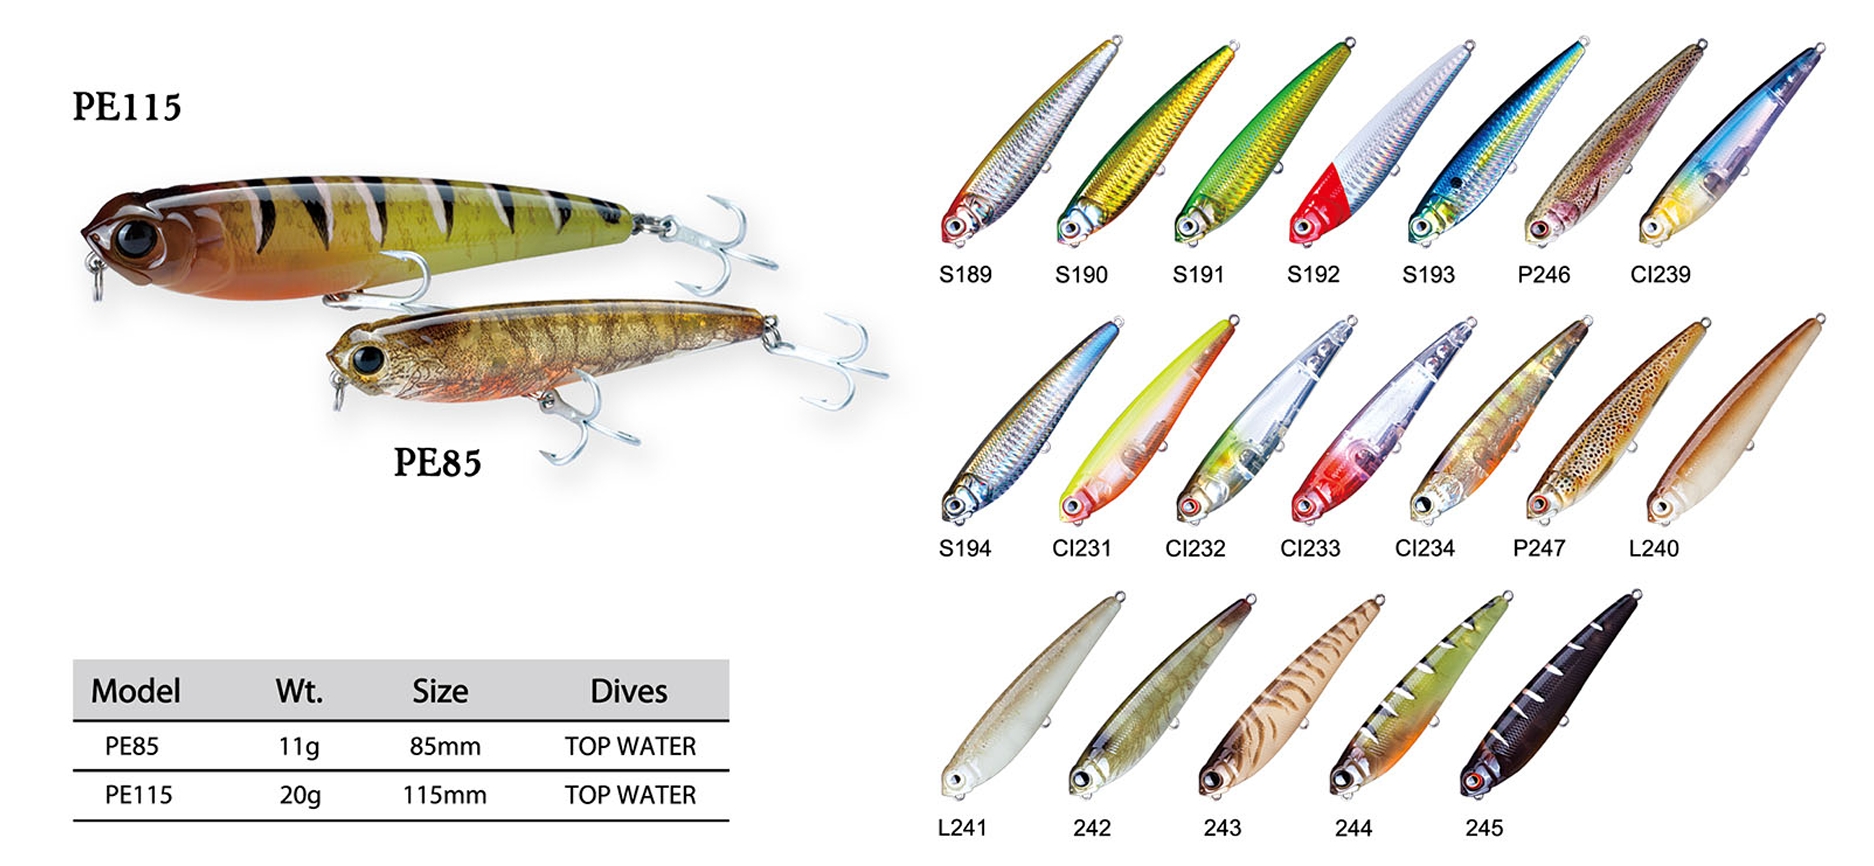 PE115
PE85
Model Wt. Size Dives
PE85 11g 85mm TOP WATER
PE115 20g 115mm TOP WATER
S189 S190 S191 S192 S193 P246 CI239
S194 CI231 CI232 CI233 CI234 P247 L240
L241 242 243 244 245